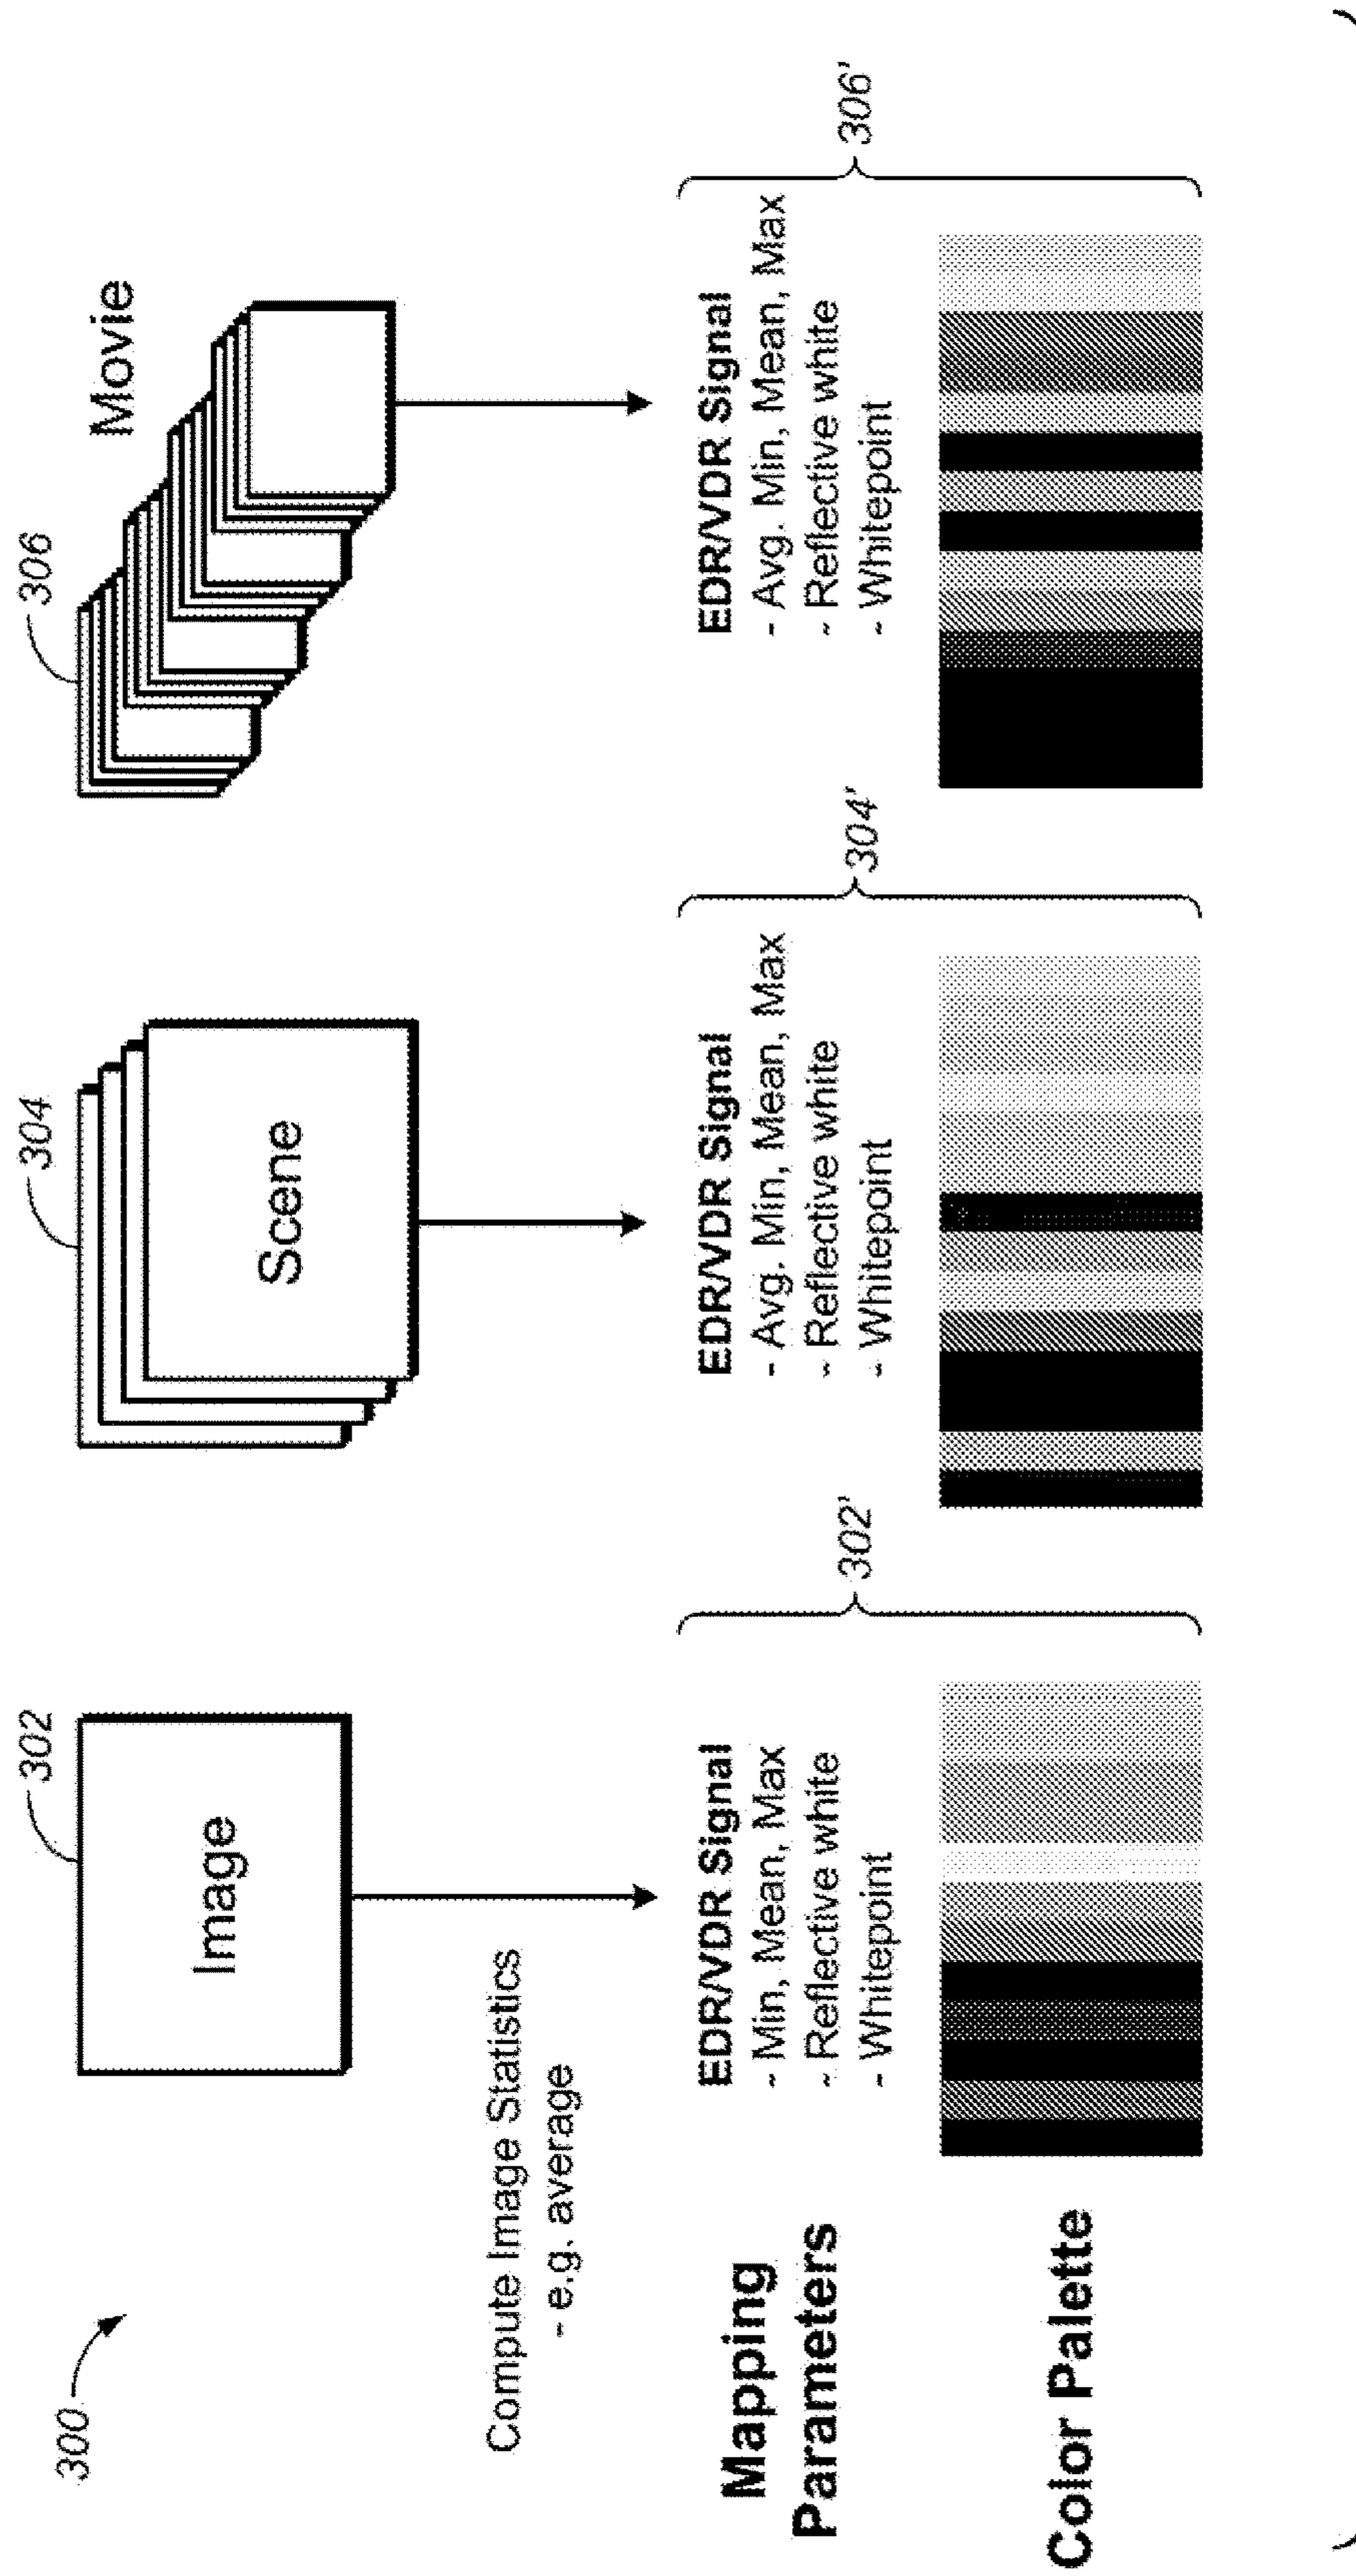 300
302
304
306
Image
Scene
Movie
Compute Image Statistics
- e.g. average
Mapping
Parameters
EDR/VDR Signal
- Min, Mean, Max
- Reflective white
- Whitepoint
302'
EDR/VDR Signal
- Avg. Min, Mean, Max
- Reflective white
- Whitepoint
304'
EDR/VDR Signal
- Avg. Min, Mean, Max
- Reflective white
- Whitepoint
306'
Color Palette